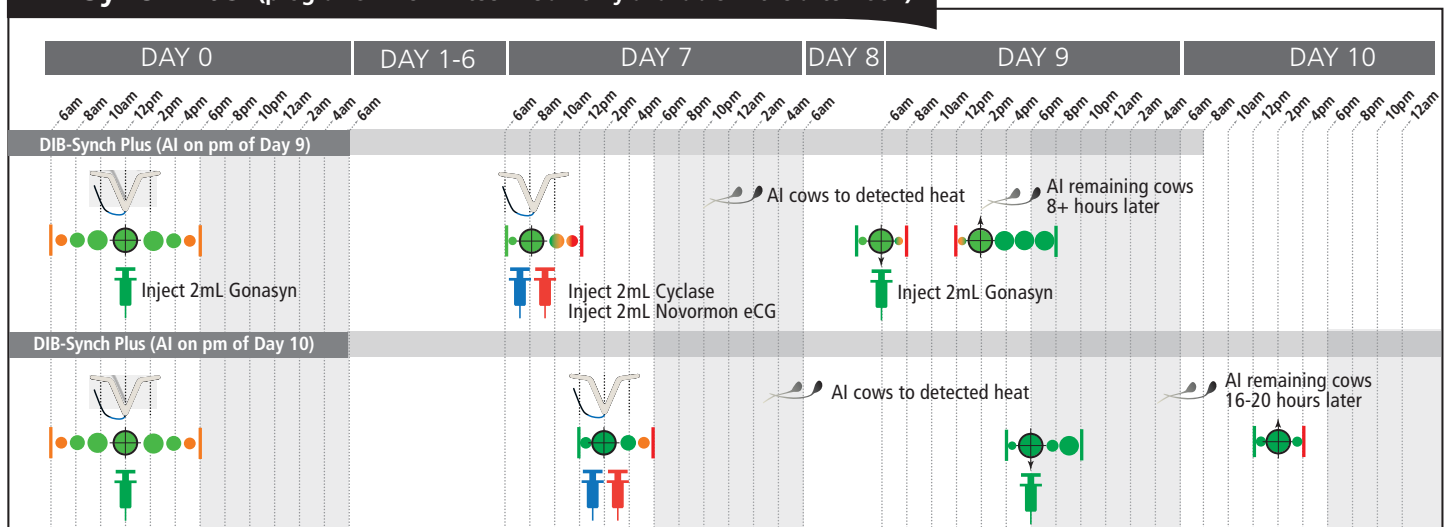 DAY 0
DAY 1-6
DAY 7
DAY 8
DAY 9
DAY 10
6am 8am 10am 12pm 2pm 4pm 6pm 8pm 10pm 12am 2am 4am 6am
6am 8am 10am 12pm 2pm 4pm 6pm 8pm 10pm 12am 2am 4am 6am
6am 8am 10am 12pm 2pm 4pm 6pm 8pm 10pm 12am 2am 4am 6am 8am 10am 12pm 2pm 4pm 6pm 8pm 10pm 12am
DIB-Synch Plus (AI on pm of Day 9)
AI cows to detected heat
AI remaining cows
8+ hours later
Inject 2mL Gonasyn
Inject 2mL Cyclase
Inject 2mL Novormon eCG
Inject 2mL Gonasyn
DIB-Synch Plus (AI on pm of Day 10)
AI cows to detected heat
AI remaining cows
16-20 hours later